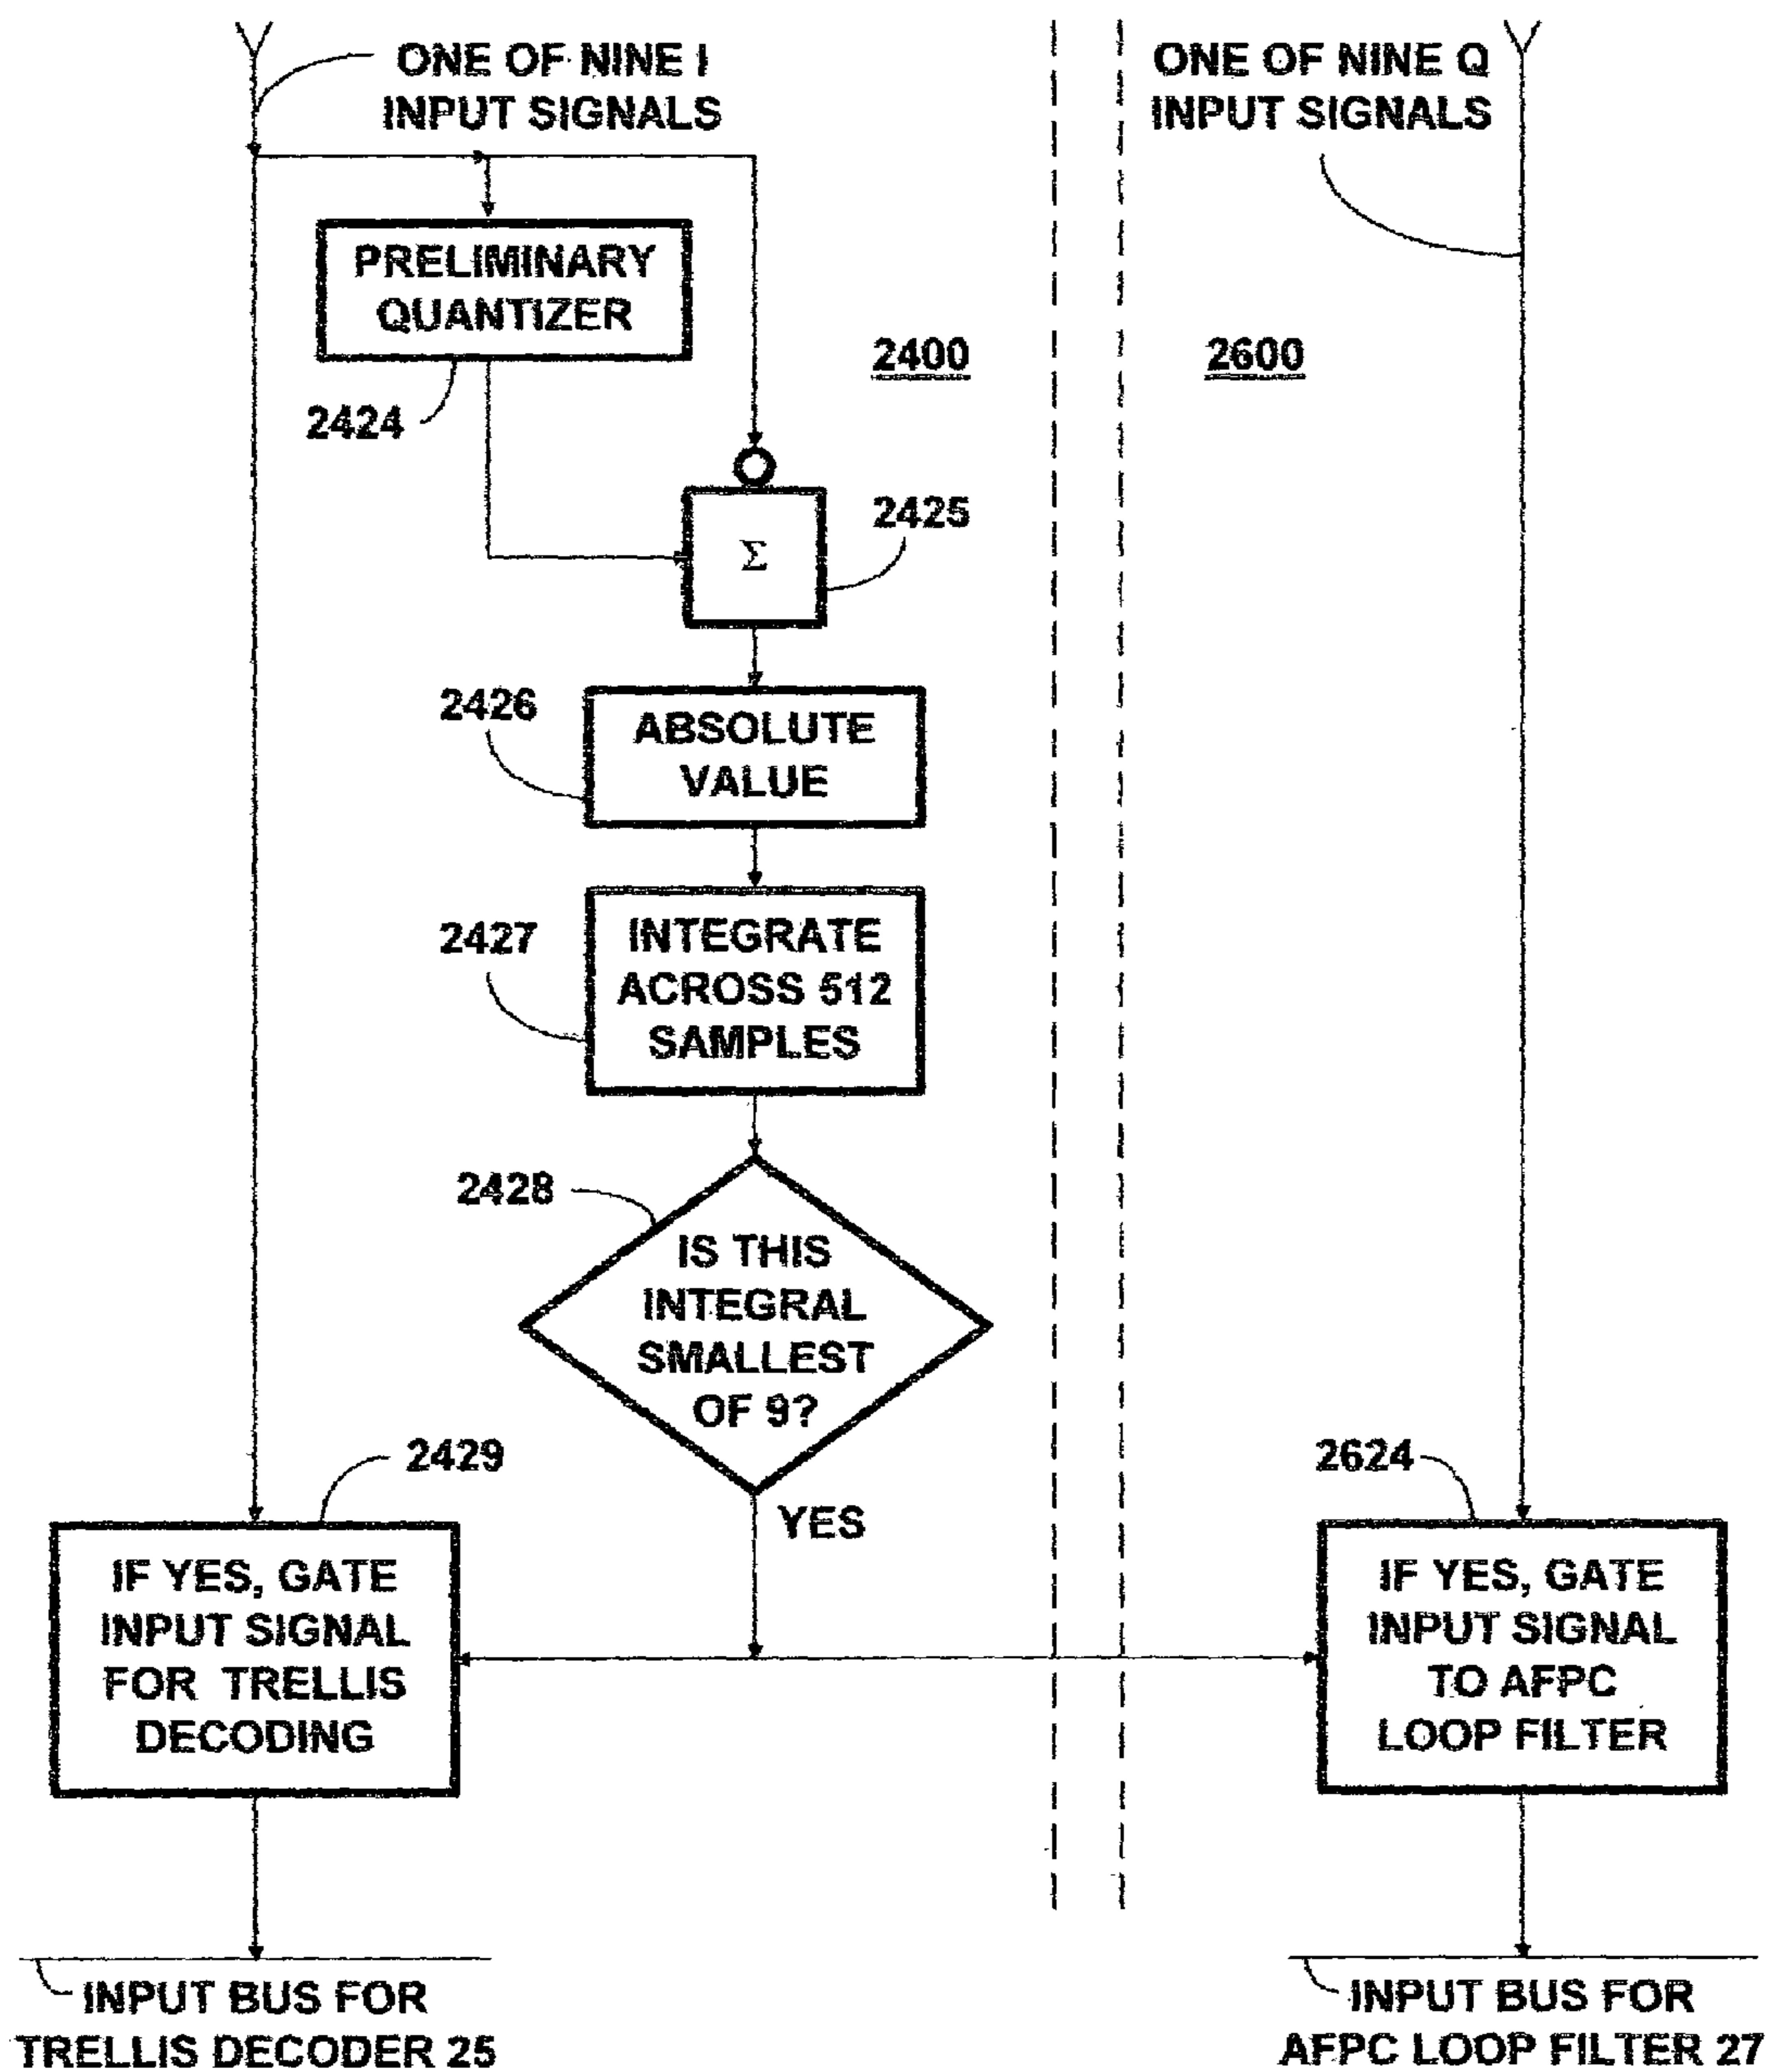 ONE OF NINE I
INPUT SIGNALS
ONE OF NINE Q
INPUT SIGNALS
PRELIMINARY
QUANTIZER
2400
2600
2424
2425
Σ
2426
ABSOLUTE
VALUE
2427
INTEGRATE
ACROSS 512
SAMPLES
2428
IS THIS
INTEGRAL
SMALLEST
OF 9?
2429
YES
2624
IF YES, GATE
INPUT SIGNAL
FOR TRELLIS
DECODING
IF YES, GATE
INPUT SIGNAL
TO AFPC
LOOP FILTER
INPUT BUS FOR
TRELLIS DECODER 25
INPUT BUS FOR
AFPC LOOP FILTER 27